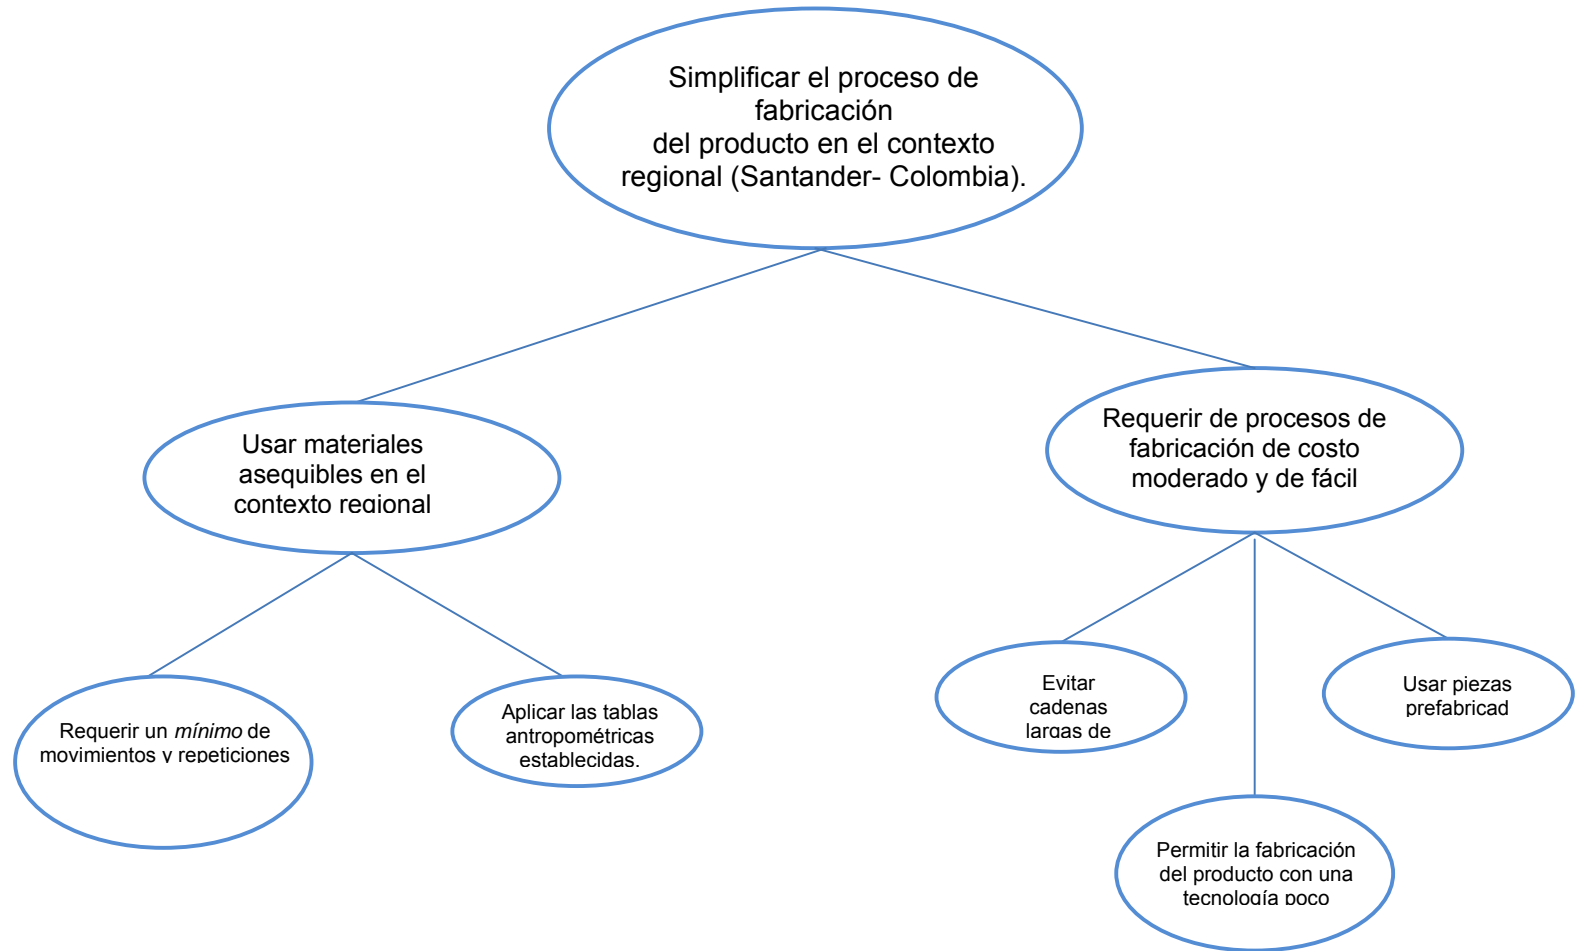 Simplificar el proceso de
fabricación
del producto en el contexto
regional (Santander- Colombia).
Usar materiales
asequibles en el
contexto regional
Requerir de procesos de
fabricación de costo
moderado y de fácil
Requerir un mínimo de
movimientos y repeticiones
Aplicar las tablas
antropométricas
establecidas.
Evitar
cadenas
largas de
Usar piezas
prefabricad
Permitir la fabricación
del producto con una
tecnología poco